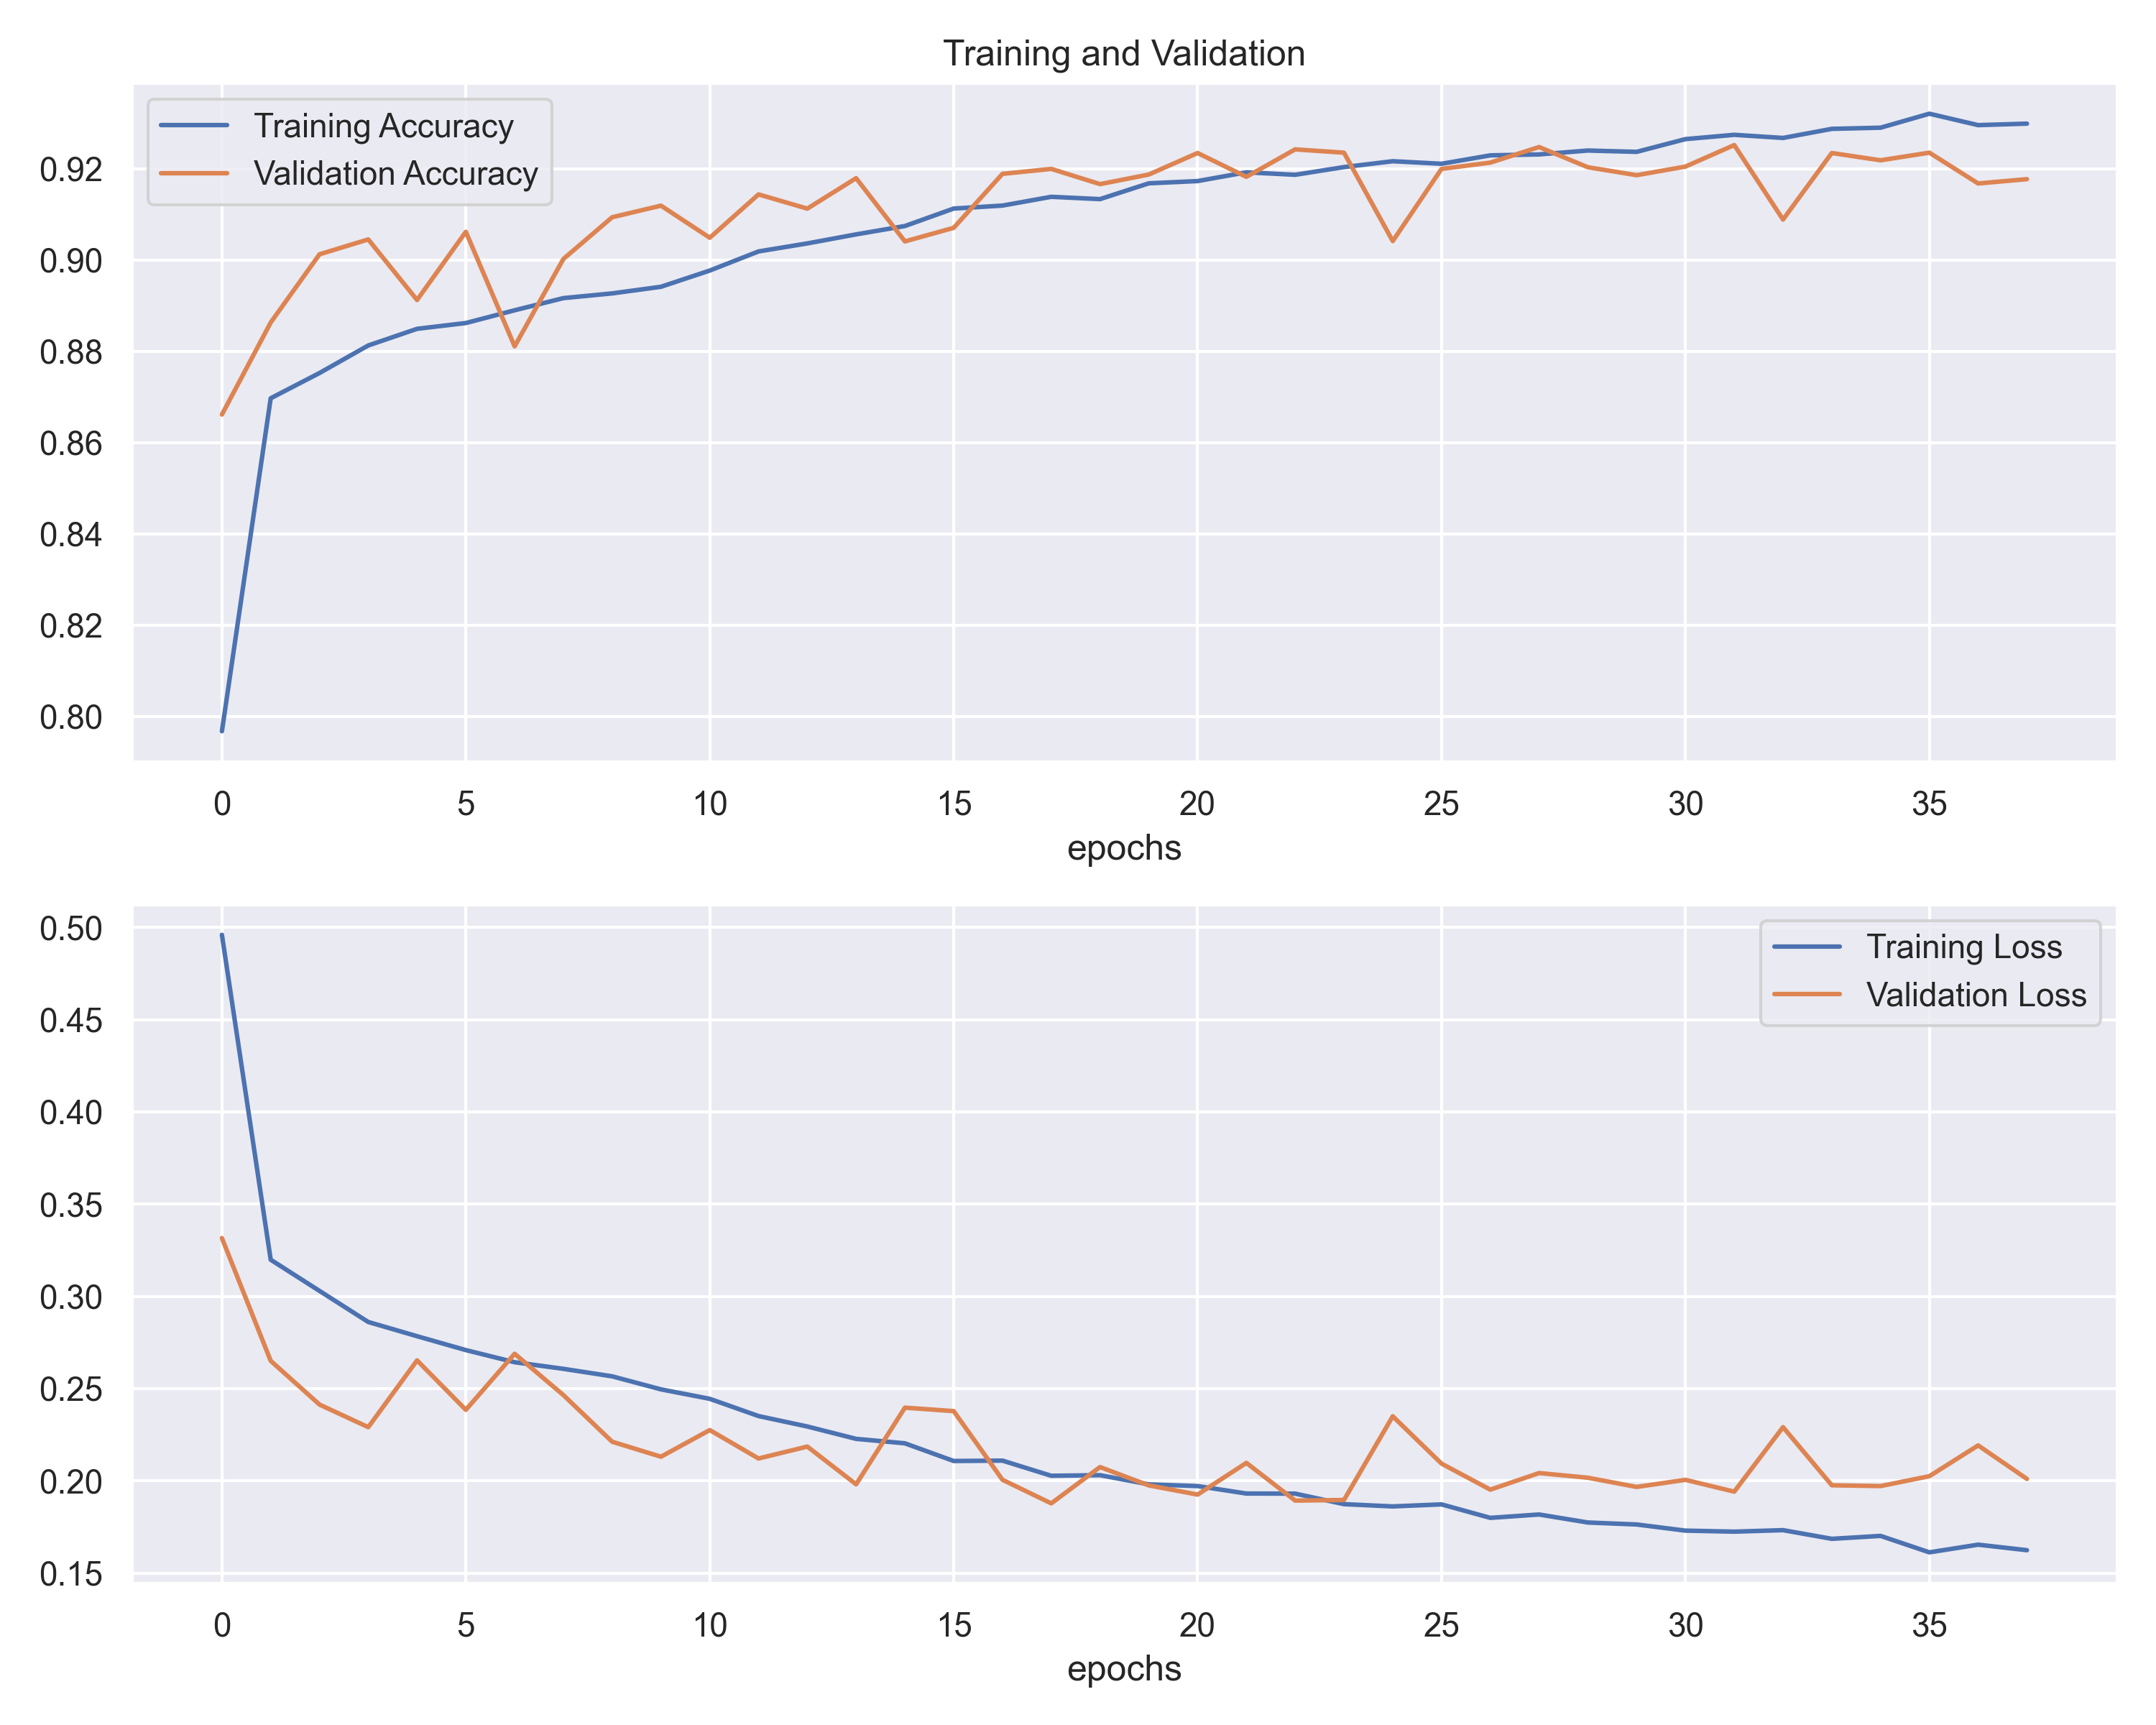 Training and Validation
Training Accuracy
Validation Accuracy
0.92
0.90
0.88
0.86
0.84
0.82
0.80
0 5 10 15 20 25 30 35
epochs
Training Loss
Validation Loss
0.50
0.45
0.40
0.35
0.30
0.25
0.20
0.15
0 5 10 15 20 25 30 35
epochs